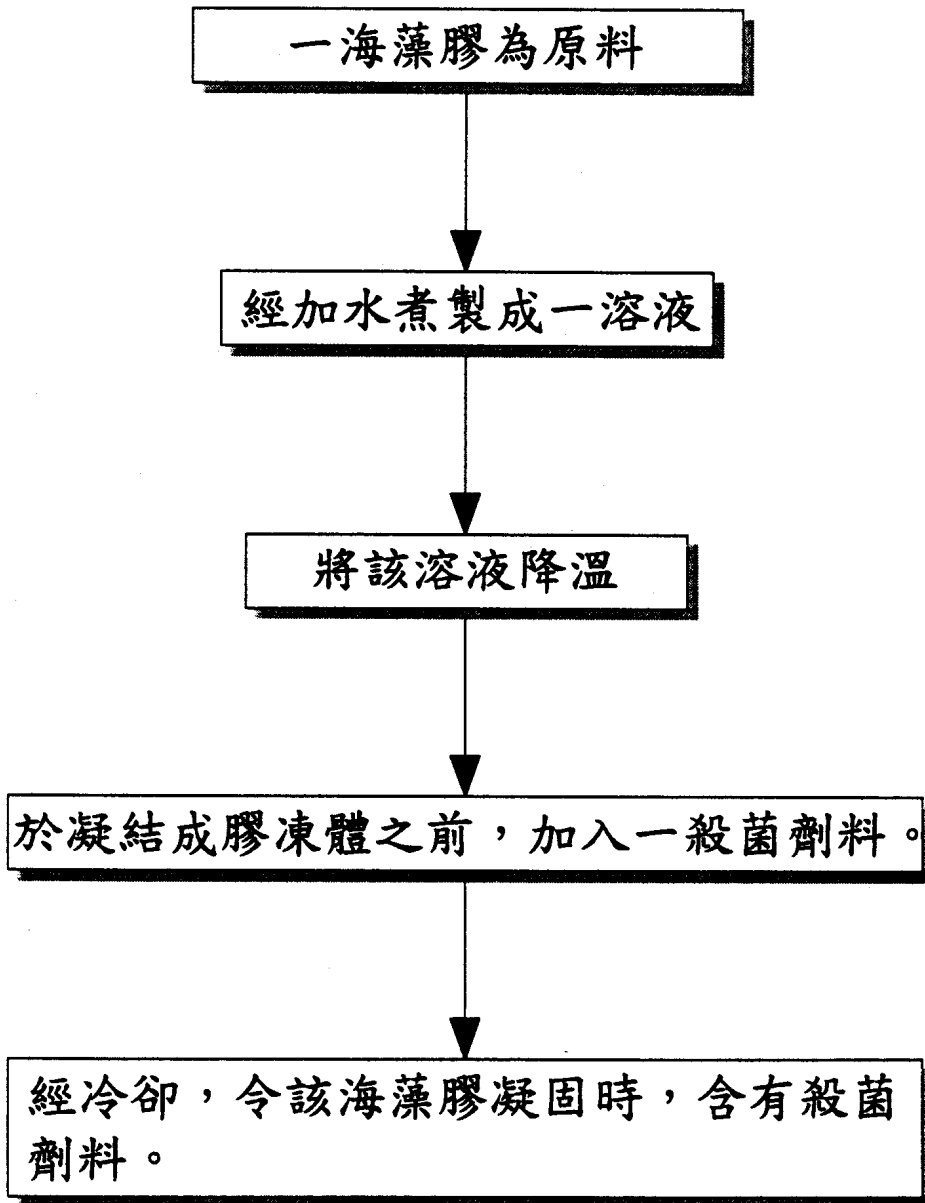 一海藻膠為原料
經加水煮製成一溶液
將該溶液降溫
於凝結成膠凍體之前，加入一殺菌劑料。
經冷卻，令該海藻膠凝固時，含有殺菌
劑料。